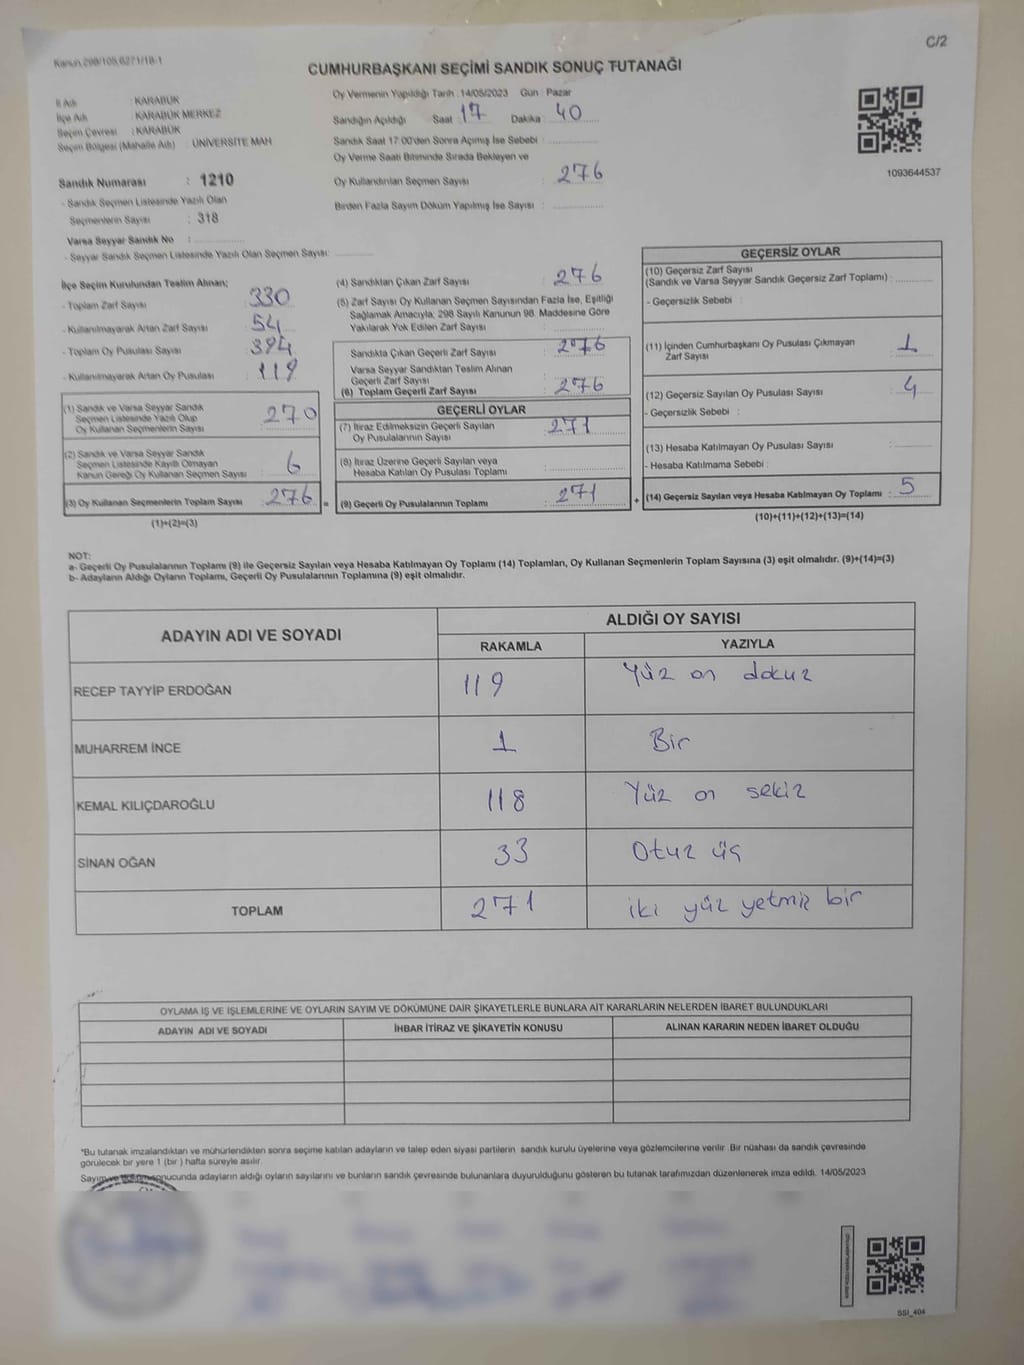 Kanun 298/105,6271/18-1
C/2
CUMHURBAŞKANI SEÇİMİ SANDIK SONUÇ TUTANAĞI
İl Adı : KARABÜK
İlçe Adı : KARABÜK MERKEZ
Seçim Çevresi : KARABÜK
Seçim Bölgesi (Mahalle Adı) : ÜNİVERSİTE MAH
Sandık Numarası : 1210
- Sandık Seçmen Listesinde Yazılı Olan
Seçmenlerin Sayısı : 318
Varsa Seyyar Sandık No :
- Seyyar Sandık Seçmen Listesinde Yazılı Olan Seçmen Sayısı:
Oy Vermenin Yapıldığı Tarih : 14/05/2023 Gün : Pazar
Sandığın Açıldığı Saat 17 Dakika : 40
Sandık Saat 17:00'den Sonra Açımış İse Sebebi :
Oy Verme Saati Bitiminde Sırada Bekleyen ve
Oy Kullandırılan Seçmen Sayısı : 276
Birden Fazla Sayım Döküm Yapılmış İse Sayısı :
1093644537
İlçe Seçim Kurulundan Teslim Alınan;
- Toplam Zarf Sayısı : 330
- Kullanılmayarak Artan Zarf Sayısı : 54
- Toplam Oy Pusulası Sayısı : 394
- Kullanılmayarak Artan Oy Pusulası : 119
(1) Sandık ve Varsa Seyyar Sandık
Seçmen Listesinde Yazılı Olup
Oy Kullanan Seçmenlerin Sayısı : 270
(2) Sandık ve Varsa Seyyar Sandık
Seçmen Listesinde Kayıtlı Olmayan
Kanun Gereği Oy Kullanan Seçmen Sayısı : 6
(3) Oy Kullanan Seçmenlerin Toplam Sayısı : 276 =
(1)+(2)=(3)
(4) Sandıktan Çıkan Zarf Sayısı : 276
(5) Zarf Sayısı Oy Kullanan Seçmen Sayısından Fazla İse, Eşitliği
Sağlamak Amacıyla, 298 Sayılı Kanunun 98. Maddesine Göre
Yakılarak Yok Edilen Zarf Sayısı :
Sandıkta Çıkan Geçerli Zarf Sayısı : 276
Varsa Seyyar Sandıktan Teslim Alınan
Geçerli Zarf Sayısı
(6) Toplam Geçerli Zarf Sayısı : 276
GEÇERLİ OYLAR
(7) İtiraz Edilmeksizin Geçerli Sayılan
Oy Pusulalarının Sayısı : 271
(8) İtiraz Üzerine Geçerli Sayılan veya
Hesaba Katılan Oy Pusulası Toplamı :
(9) Geçerli Oy Pusulalarının Toplamı : 271 +
GEÇERSİZ OYLAR
(10) Geçersiz Zarf Sayısı
(Sandık ve Varsa Seyyar Sandık Geçersiz Zarf Toplamı) :
- Geçersizlik Sebebi :
(11) İçinden Cumhurbaşkanı Oy Pusulası Çıkmayan
Zarf Sayısı : 1
(12) Geçersiz Sayılan Oy Pusulası Sayısı : 4
- Geçersizlik Sebebi :
(13) Hesaba Katılmayan Oy Pusulası Sayısı :
- Hesaba Katılmama Sebebi :
(14) Geçersiz Sayılan veya Hesaba Katılmayan Oy Toplamı : 5
(10)+(11)+(12)+(13)=(14)
NOT:
a- Geçerli Oy Pusulalarının Toplamı (9) ile Geçersiz Sayılan veya Hesaba Katılmayan Oy Toplamı (14) Toplamları, Oy Kullanan Seçmenlerin Toplam Sayısına (3) eşit olmalıdır. (9)+(14)=(3)
b- Adayların Aldığı Oyların Toplamı, Geçerli Oy Pusulalarının Toplamına (9) eşit olmalıdır.
ADAYIN ADI VE SOYADI
ALDIĞI OY SAYISI
RAKAMLA YAZIYLA
RECEP TAYYİP ERDOĞAN 119 Yüz on dokuz
MUHARREM İNCE 1 Bir
KEMAL KILIÇDAROĞLU 118 Yüz on sekiz
SİNAN OĞAN 33 Otuz üç
TOPLAM 271 iki yüz yetmiş bir
OYLAMA İŞ VE İŞLEMLERİNE VE OYLARIN SAYIM VE DÖKÜMÜNE DAİR ŞİKAYETLERLE BUNLARA AİT KARARLARIN NELERDEN İBARET BULUNDUKLARI
ADAYIN ADI VE SOYADI İHBAR İTİRAZ VE ŞİKAYETİN KONUSU ALINAN KARARIN NEDEN İBARET OLDUĞU
*Bu tutanak imzalandıktan ve mühürlendikten sonra seçime katılan adayların ve talep eden siyasi partilerin sandık kurulu üyelerine veya gözlemcilerine verilir. Bir nüshası da sandık çevresinde
görülecek bir yere 1 (bir) hafta süreyle asılır.
Sayım ve sonucunda adayların aldığı oyların sayılarını ve bunların sandık çevresinde bulunanlara duyurulduğunu gösteren bu tutanak tarafımızdan düzenlenerek imza edildi. 14/05/2023
SSI_404